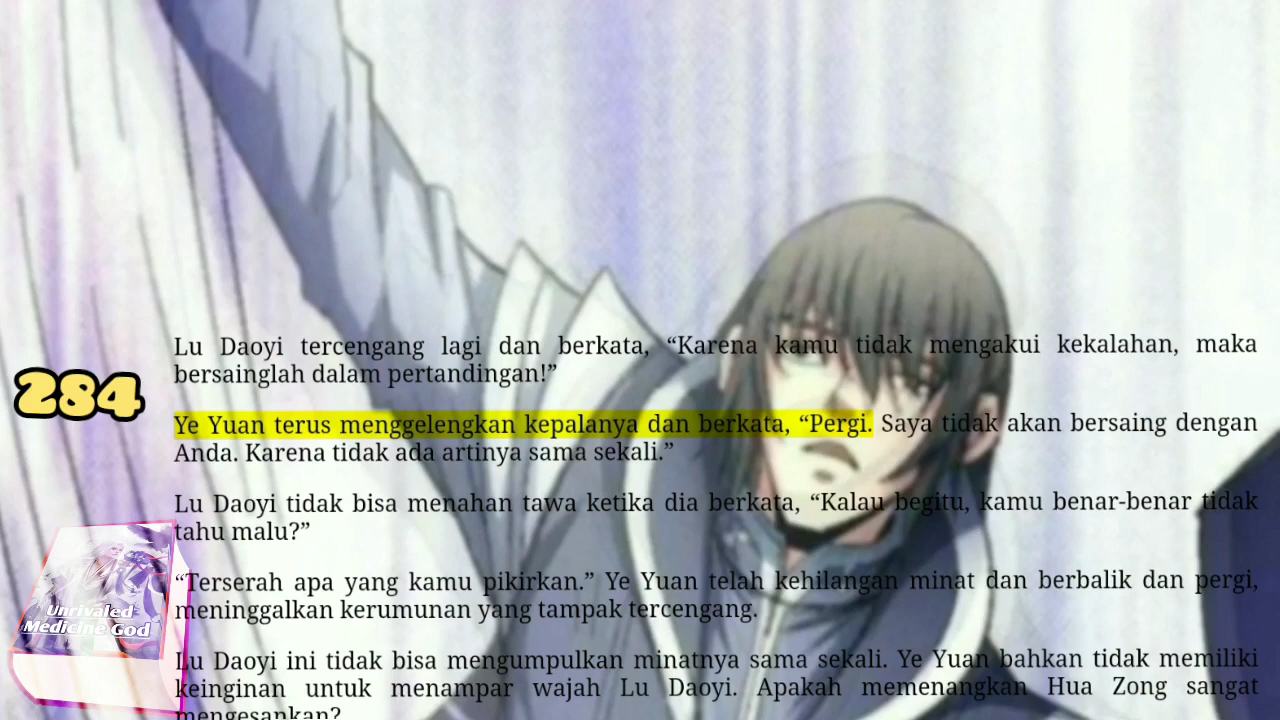 Lu Daoyi tercengang lagi dan berkata, “Karena kamu tidak mengakui kekalahan, maka
bersainglah dalam pertandingan!”
284
Ye Yuan terus menggelengkan kepalanya dan berkata, “Pergi. Saya tidak akan bersaing dengan
Anda. Karena tidak ada artinya sama sekali.”
Lu Daoyi tidak bisa menahan tawa ketika dia berkata, “Kalau begitu, kamu benar-benar tidak
tahu malu?”
“Terserah apa yang kamu pikirkan.” Ye Yuan telah kehilangan minat dan berbalik dan pergi,
meninggalkan kerumunan yang tampak tercengang.
Unrivaled
Medicine God
Lu Daoyi ini tidak bisa mengumpulkan minatnya sama sekali. Ye Yuan bahkan tidak memiliki
keinginan untuk menampar wajah Lu Daoyi. Apakah memenangkan Hua Zong sangat
mengesankan?